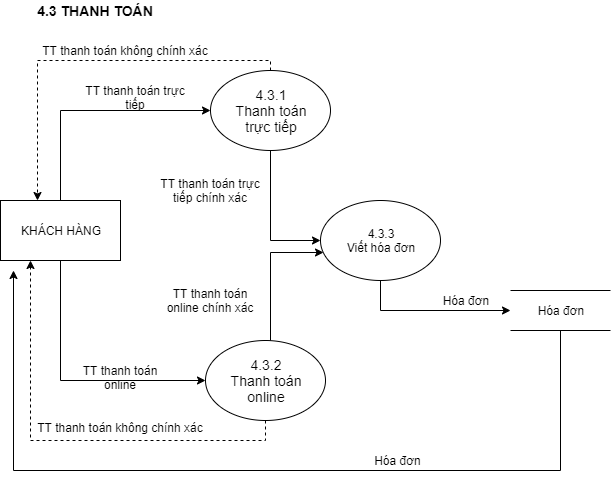 4.3 THANH TOÁN
TT thanh toán không chính xác
TT thanh toán trực
tiếp
4.3.1
Thanh toán
trực tiếp
TT thanh toán trực
tiếp chính xác
KHÁCH HÀNG
4.3.3
Viết hóa đơn
TT thanh toán
online chính xác
Hóa đơn
Hóa đơn
4.3.2
Thanh toán
online
TT thanh toán
online
TT thanh toán không chính xác
Hóa đơn